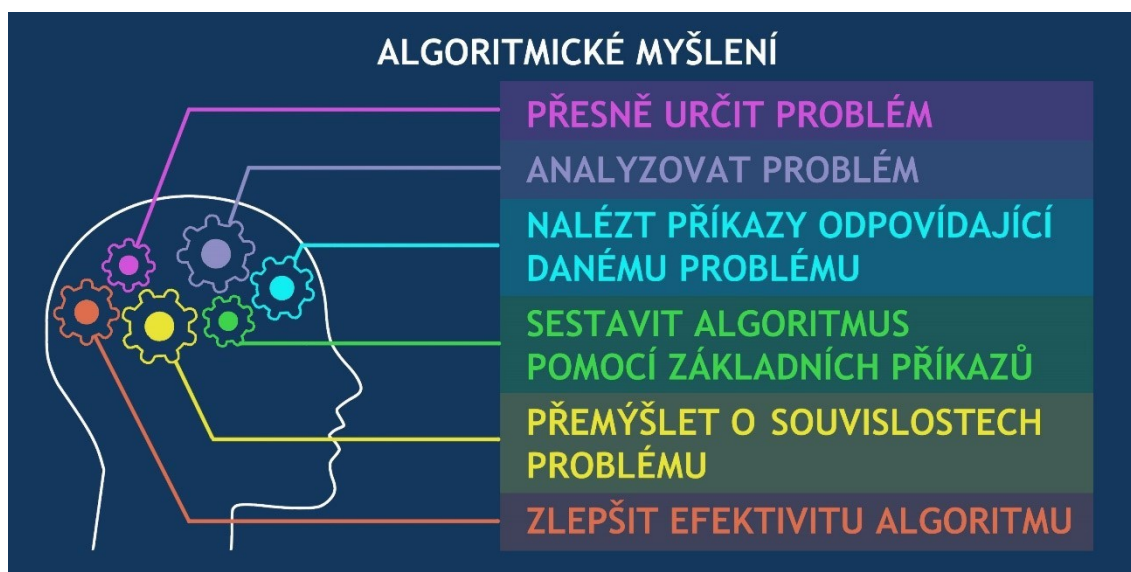 ALGORITMICKÉ MYŠLENÍ
PŘESNĚ URČIT PROBLÉM
ANALYZOVAT PROBLÉM
NALÉZT PŘÍKAZY ODPOVÍDAJÍCÍ
DANÉMU PROBLÉMU
SESTAVIT ALGORITMUS
POMOCÍ ZÁKLADNÍCH PŘÍKAZŮ
PŘEMÝŠLET O SOUVISLOSTECH
PROBLÉMU
ZLEPŠIT EFEKTIVITU ALGORITMU